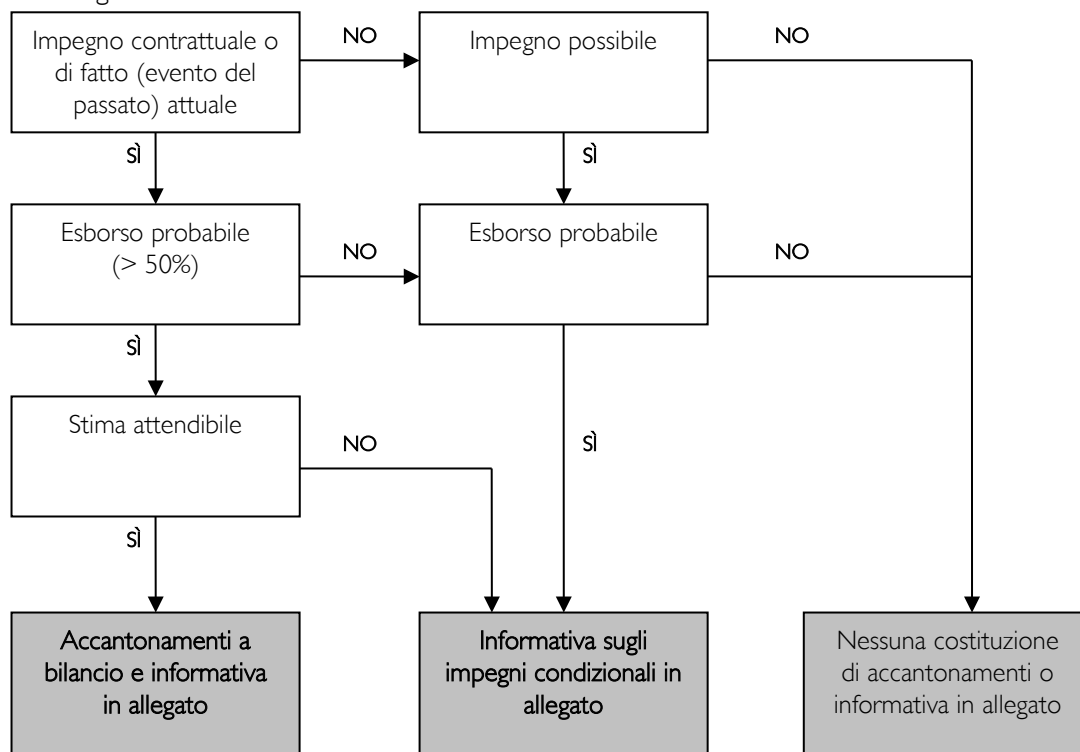 Impegno contrattuale o
di fatto (evento del
passato) attuale
NO
Impegno possibile
NO
SÌ
SÌ
Esborso probabile
(> 50%)
NO
Esborso probabile
NO
SÌ
Stima attendibile
NO
SÌ
SÌ
Accantonamenti a
bilancio e informativa
in allegato
Informativa sugli
impegni condizionali in
allegato
Nessuna costituzione
di accantonamenti o
informativa in allegato